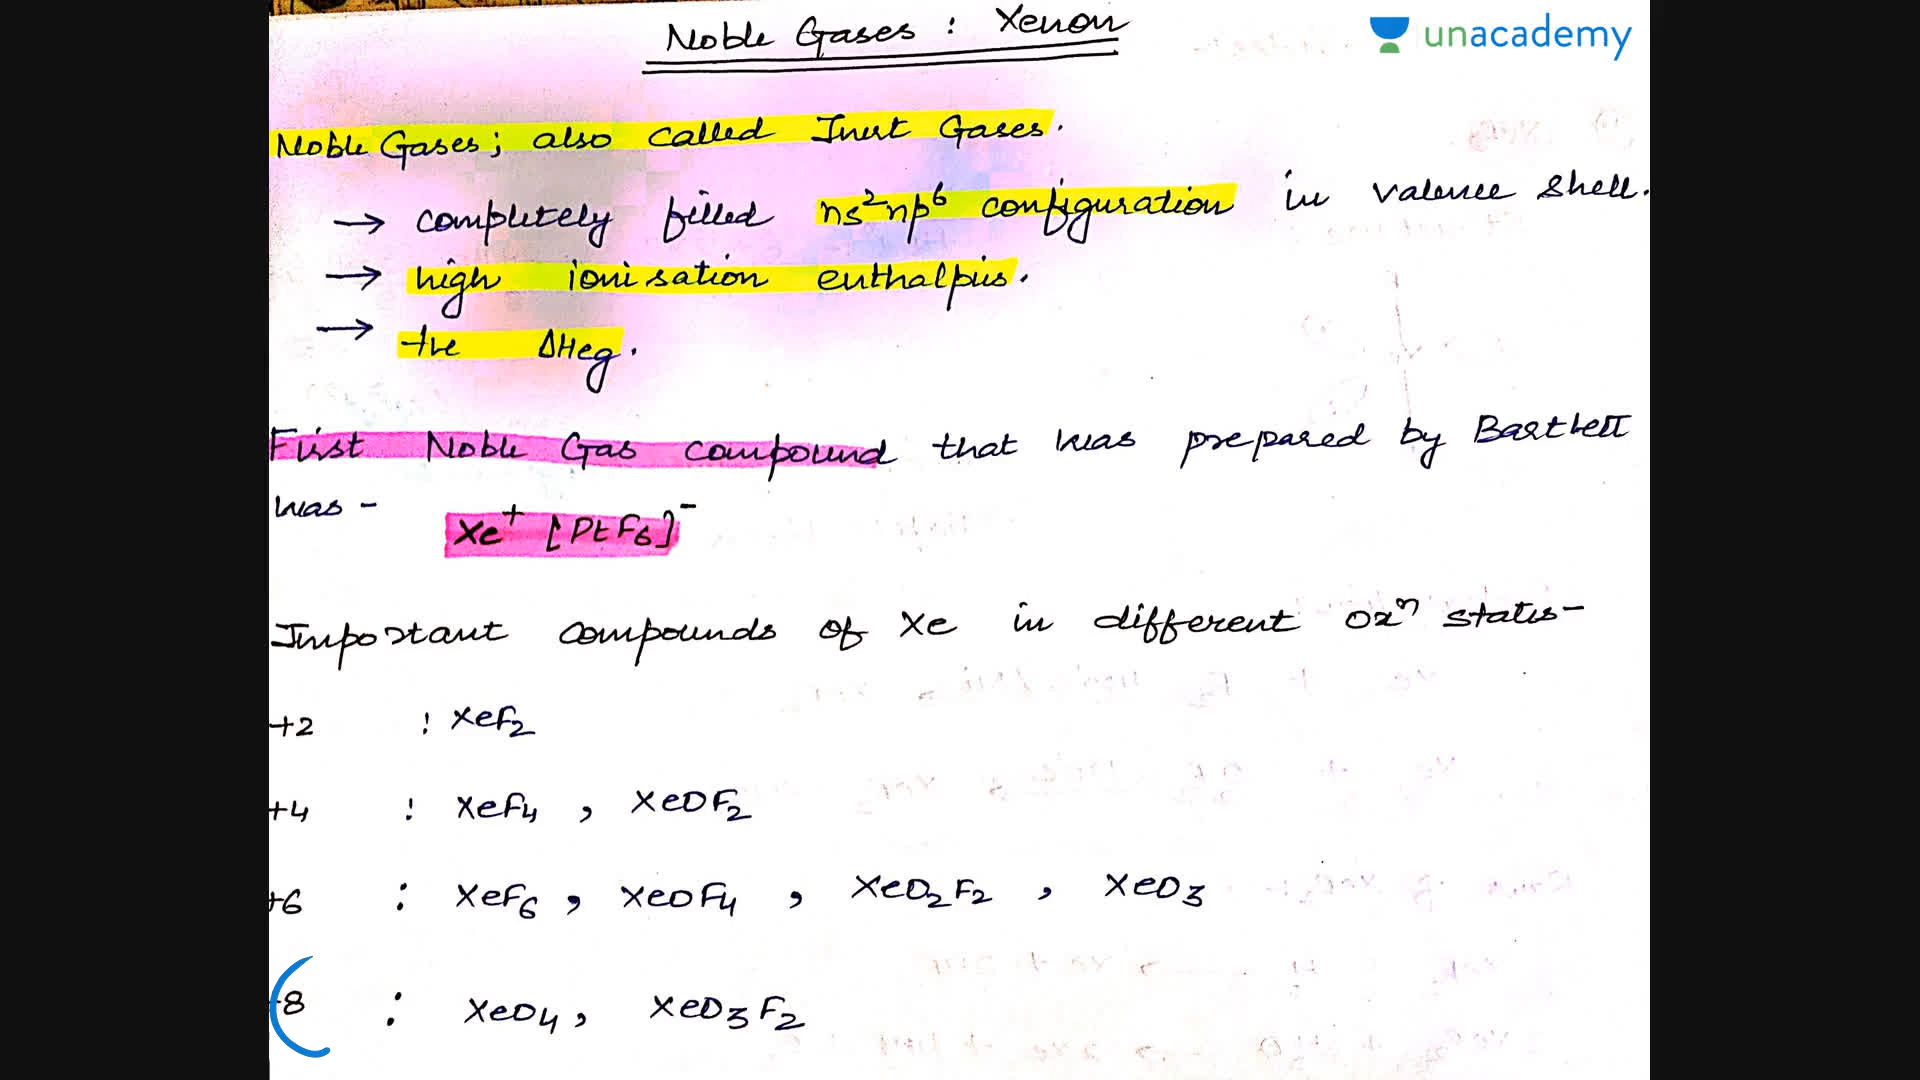 Noble Gases : Xenon
unacademy
Noble Gases; also called Inert Gases.
→ completely filled ns²np⁶ configuration in valence shell.
→ high ionisation enthalpies.
→ +ve ΔHeg.
First Noble Gas compound that was prepared by Bartlett
was - Xe⁺ [PtF₆]⁻
Important compounds of Xe in different oxⁿ states-
+2 : XeF₂
+4 : XeF₄ , XeOF₂
+6 : XeF₆ , XeOF₄ , XeO₂F₂ , XeO₃
+8 : XeO₄ , XeO₃F₂